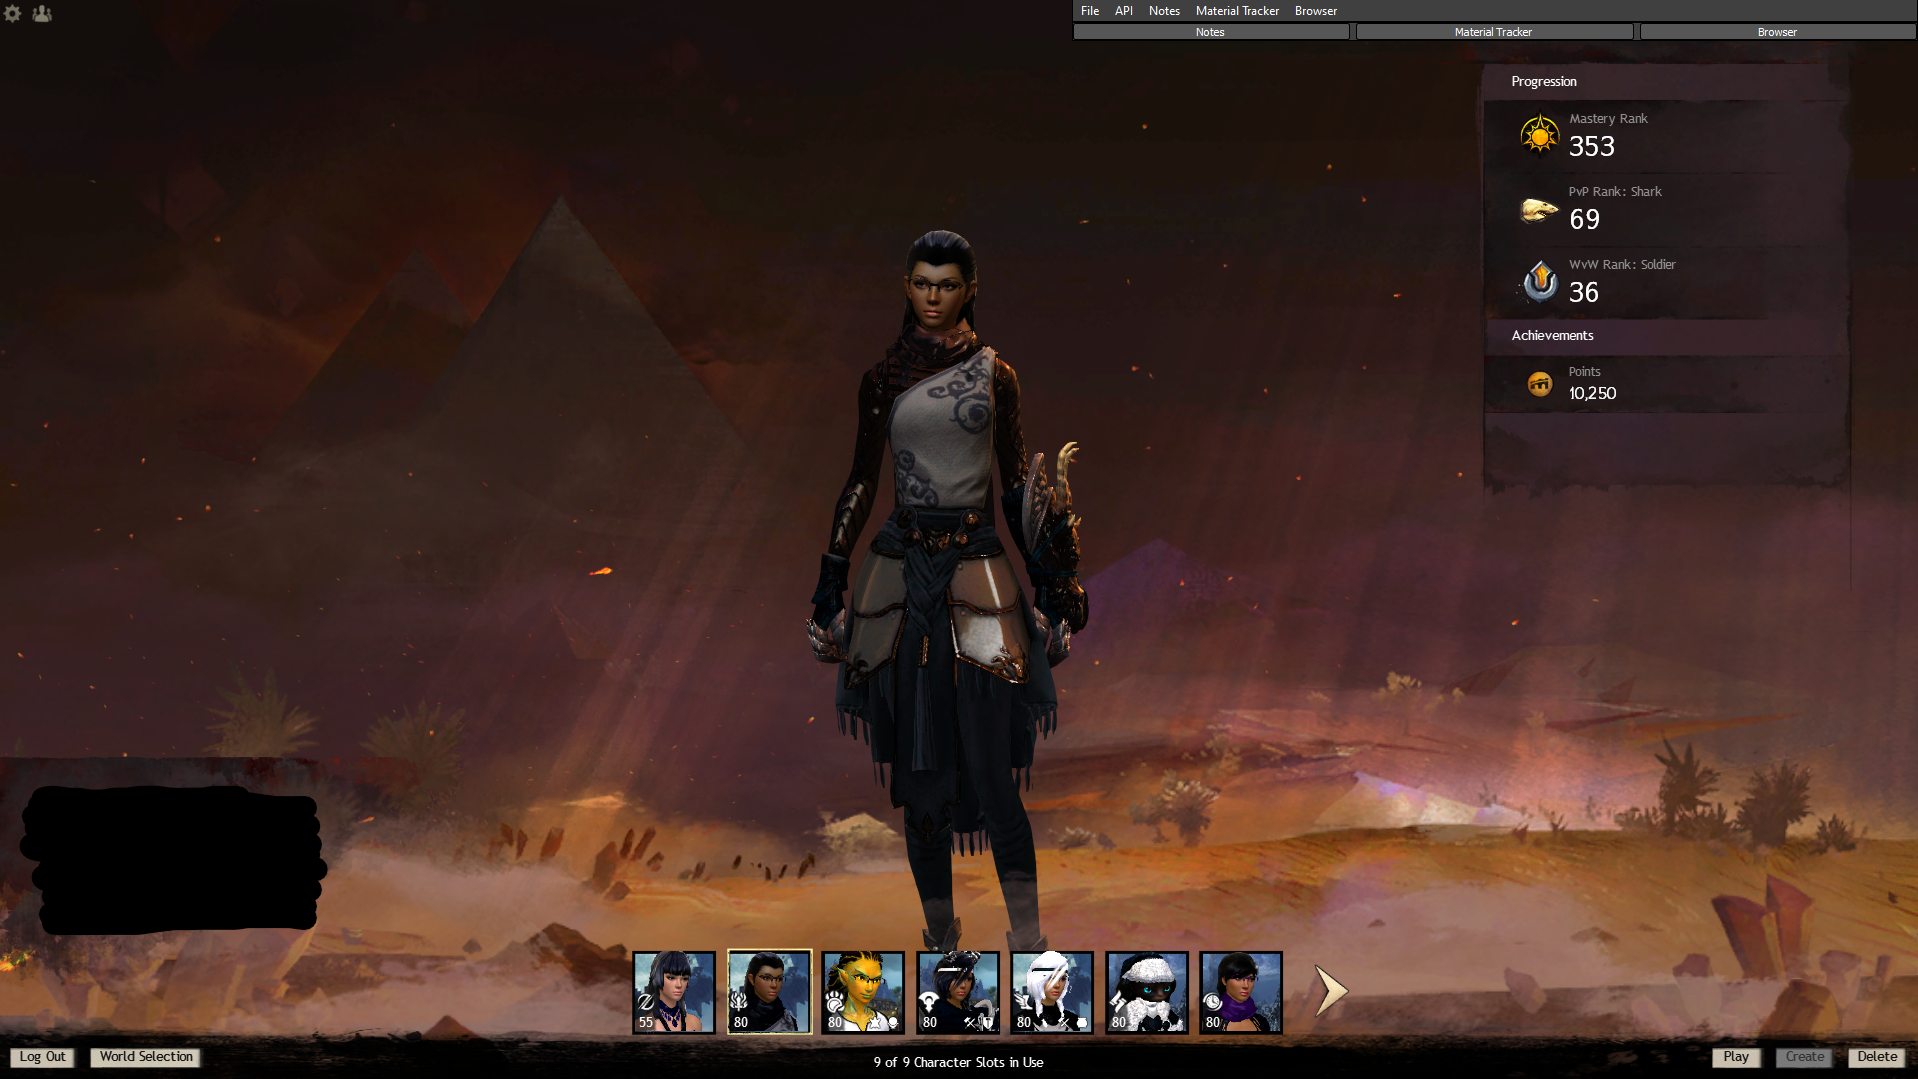 File API Notes Material Tracker Browser
Notes Material Tracker Browser
Progression
Mastery Rank
353
PvP Rank: Shark
69
WvW Rank: Soldier
36
Achievements
Points
10,250
55 80 80 80 80 80 80
9 of 9 Character Slots in Use
Log Out World Selection
Play Create Delete